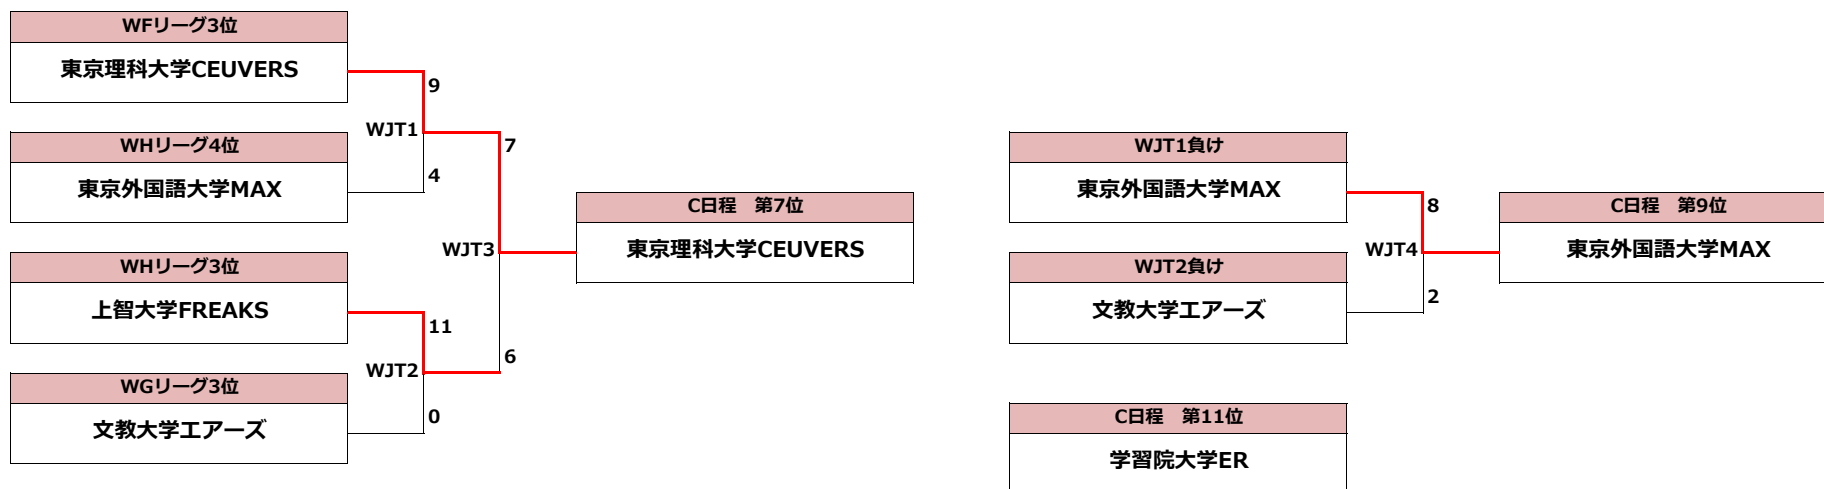 WFリーグ3位
東京理科大学CEUVERS
9
WJT1
WHリーグ4位
東京外国語大学MAX
4
7
WHリーグ3位
上智大学FREAKS
11
WJT2
WGリーグ3位
文教大学エアーズ
0
6
WJT3
C日程　第7位
東京理科大学CEUVERS
WJT1負け
東京外国語大学MAX
8
WJT4
WJT2負け
文教大学エアーズ
2
C日程　第9位
東京外国語大学MAX
C日程　第11位
学習院大学ER